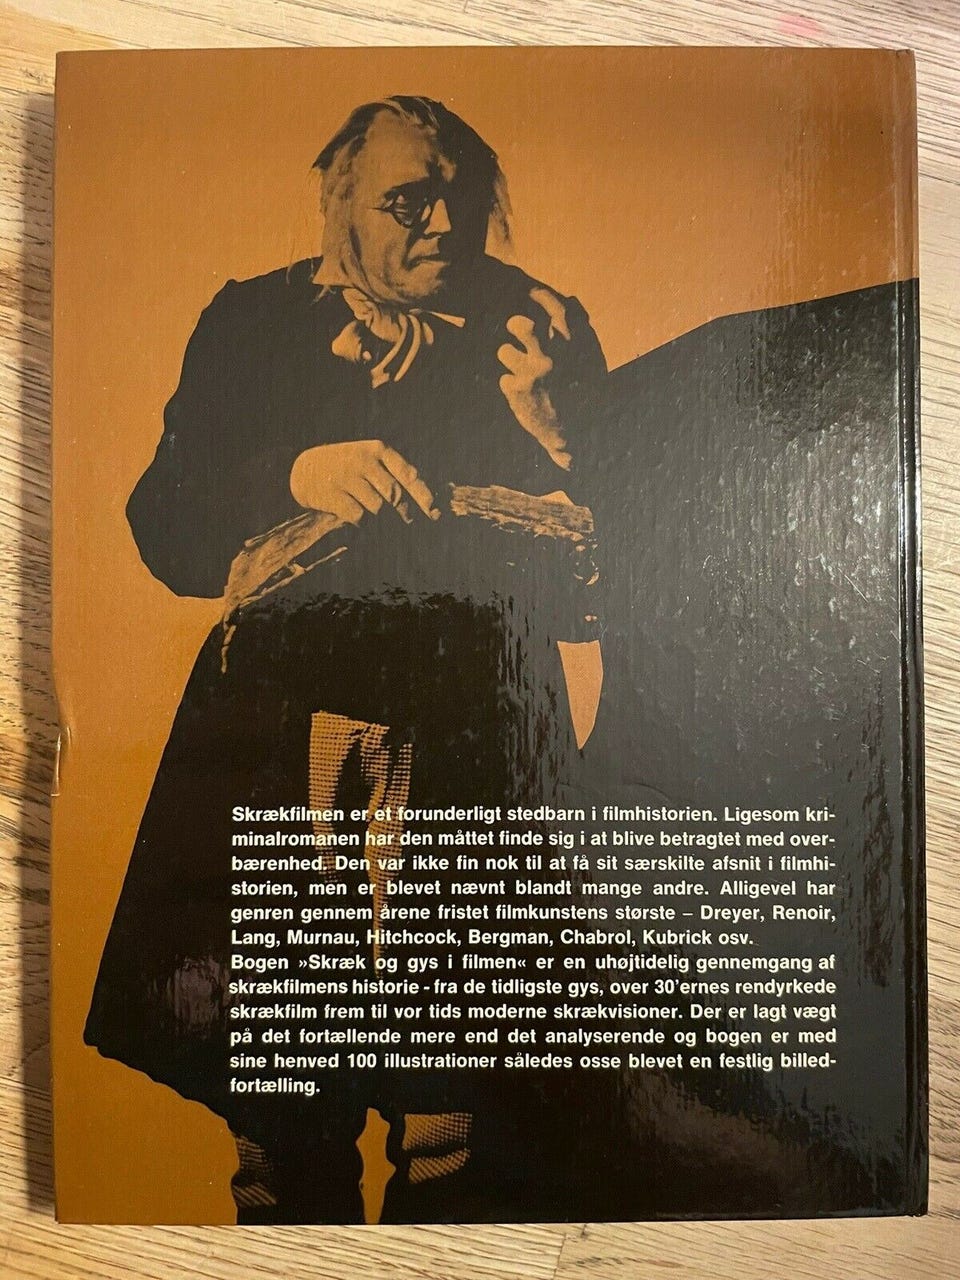 Skrækfilmen er et forunderligt stedbarn i filmhistorien. Ligesom kri-
minalromanen har den måttet finde sig i at blive betragtet med over-
bærenhed. Den var ikke fin nok til at få sit særskilte afsnit i filmhi-
storien, men er blevet nævnt blandt mange andre. Alligevel har
genren gennem årene fristet filmkunstens største – Dreyer, Renoir,
Lang, Murnau, Hitchcock, Bergman, Chabrol, Kubrick osv.
Bogen »Skræk og gys i filmen« er en uhøjtidelig gennemgang af
skrækfilmens historie - fra de tidligste gys, over 30'ernes rendyrkede
skrækfilm frem til vor tids moderne skrækvisioner. Der er lagt vægt
på det fortællende mere end det analyserende og bogen er med
sine henved 100 illustrationer således osse blevet en festlig billed-
fortælling.